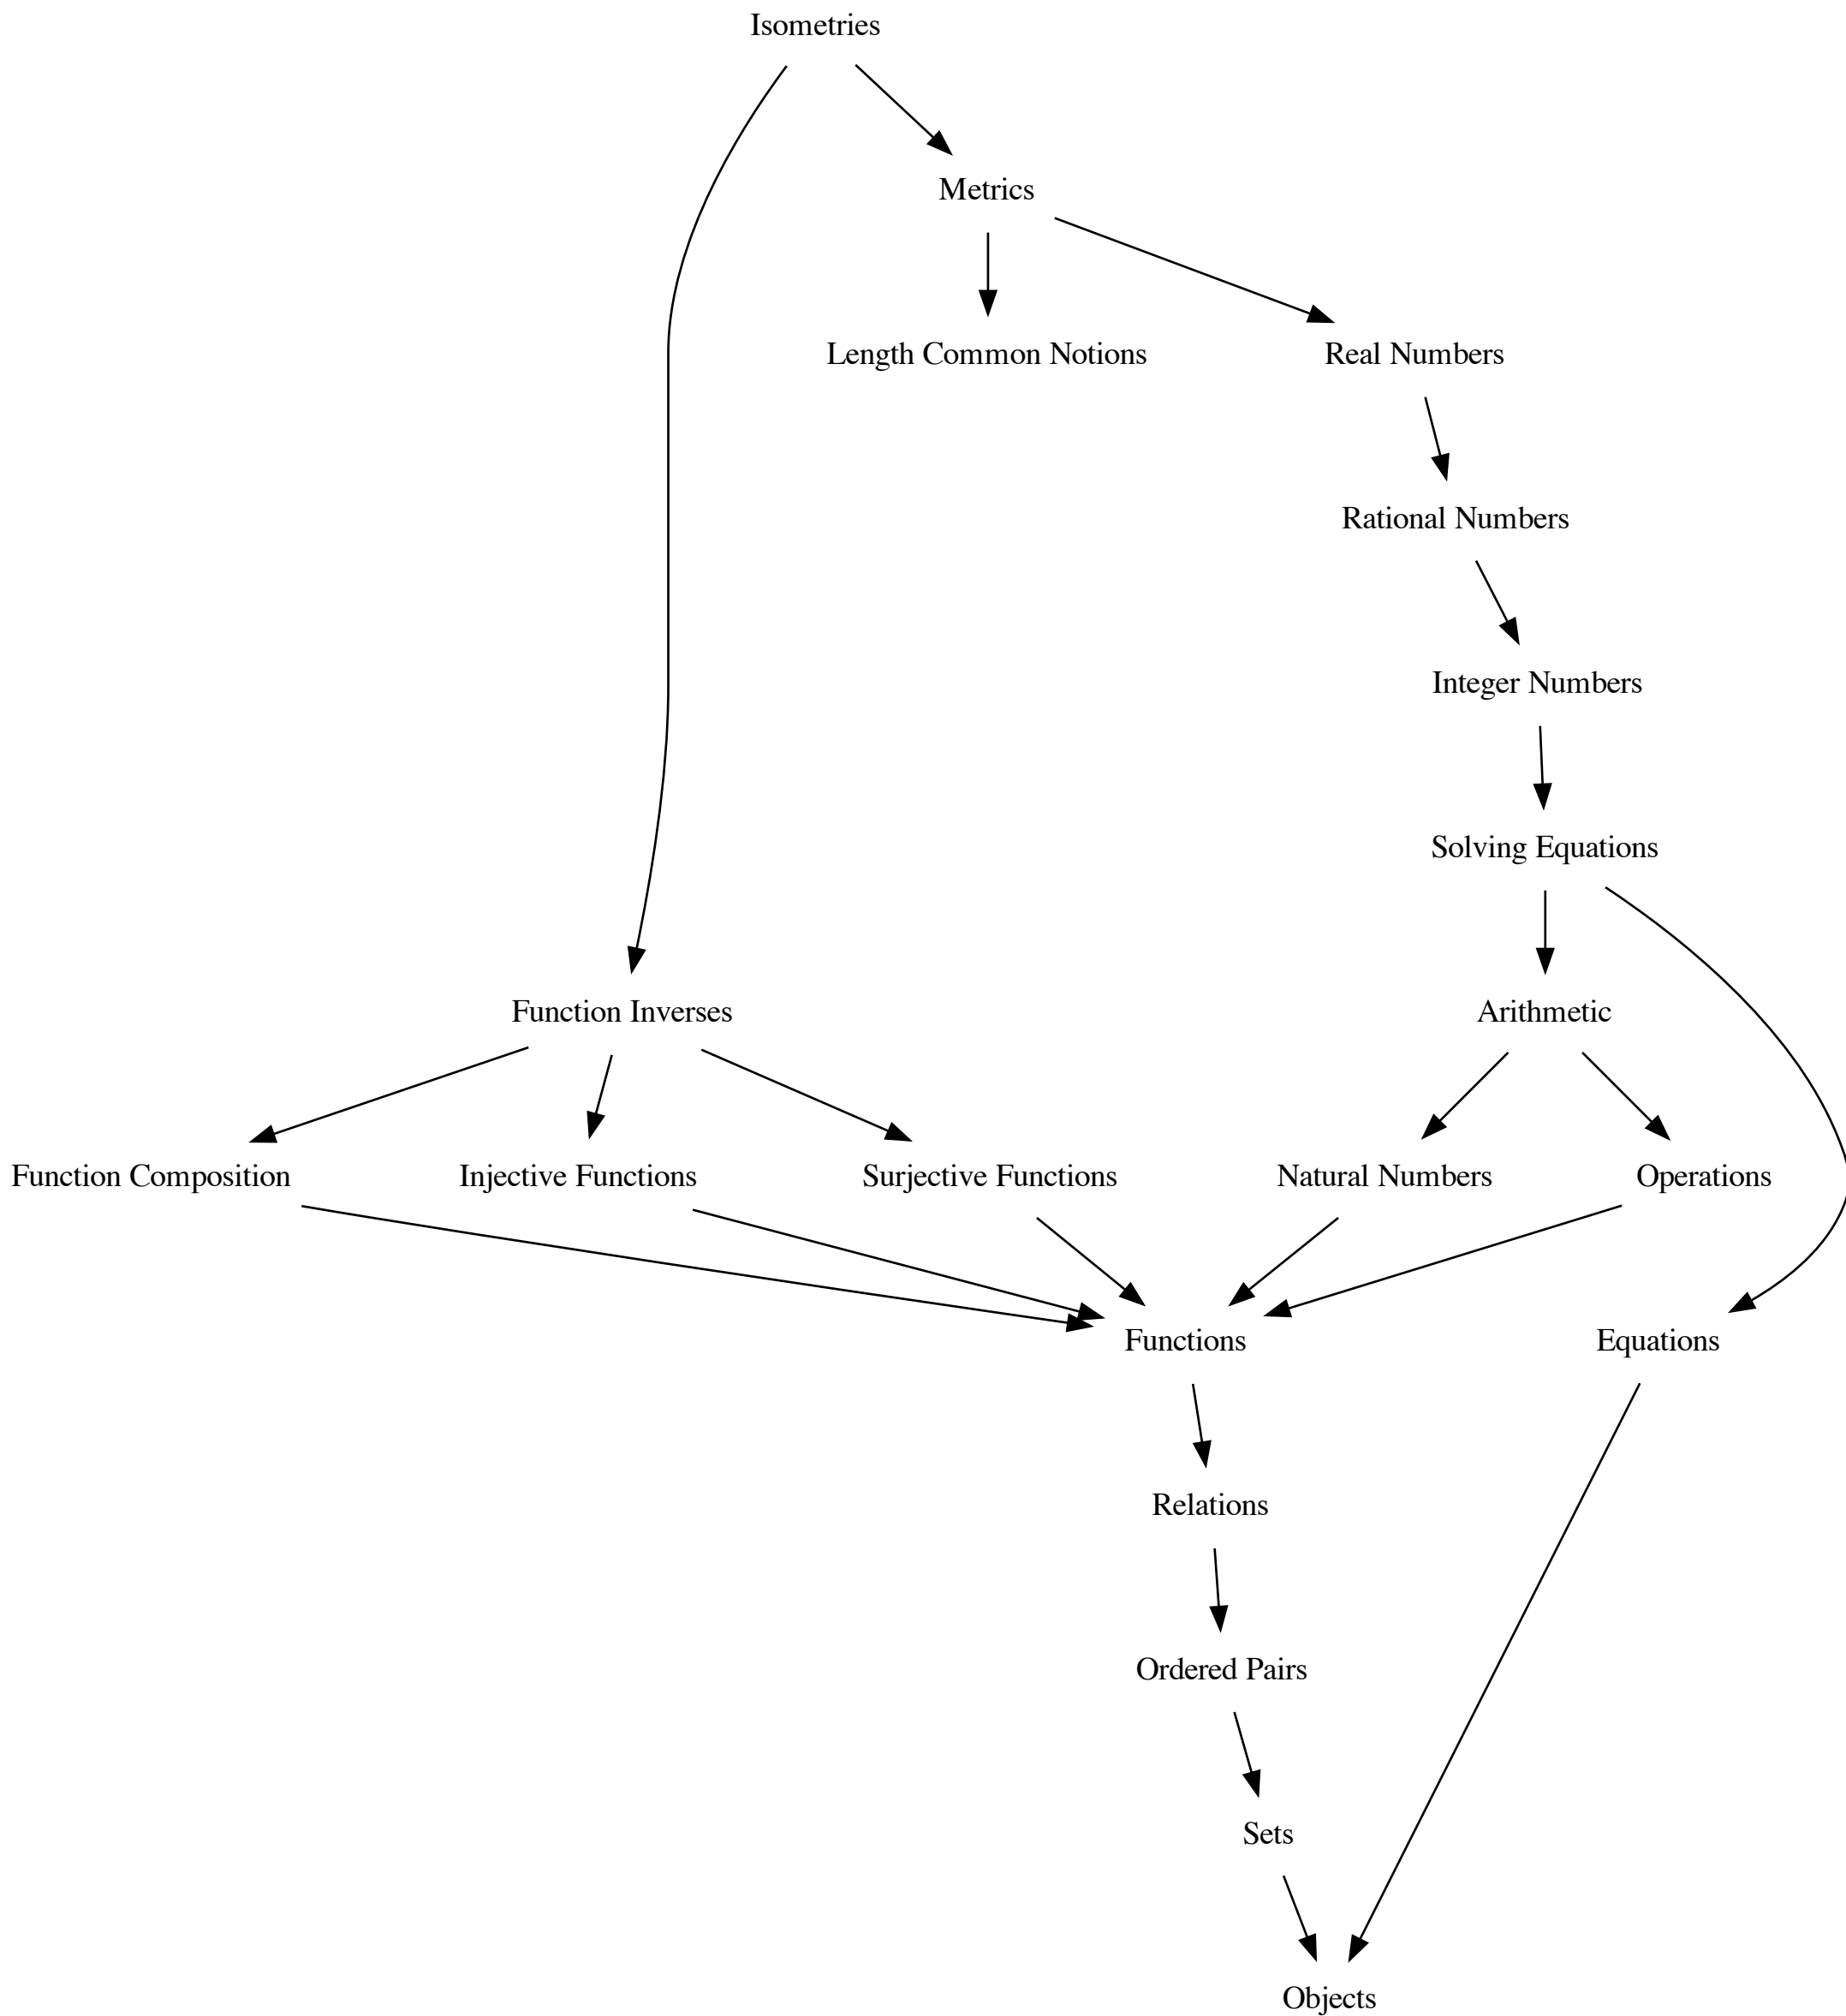 Isometries
Metrics
Length Common Notions
Real Numbers
Rational Numbers
Integer Numbers
Solving Equations
Function Inverses
Arithmetic
Function Composition
Injective Functions
Surjective Functions
Natural Numbers
Operations
Functions
Equations
Relations
Ordered Pairs
Sets
Objects